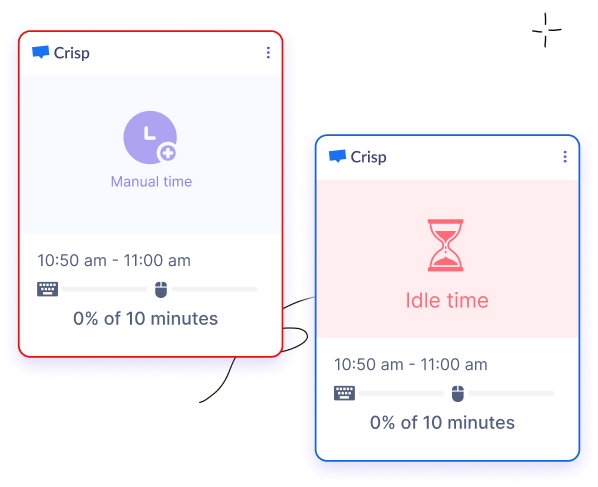 Crisp
Manual time
10:50 am - 11:00 am
0% of 10 minutes
Crisp
Idle time
10:50 am - 11:00 am
0% of 10 minutes